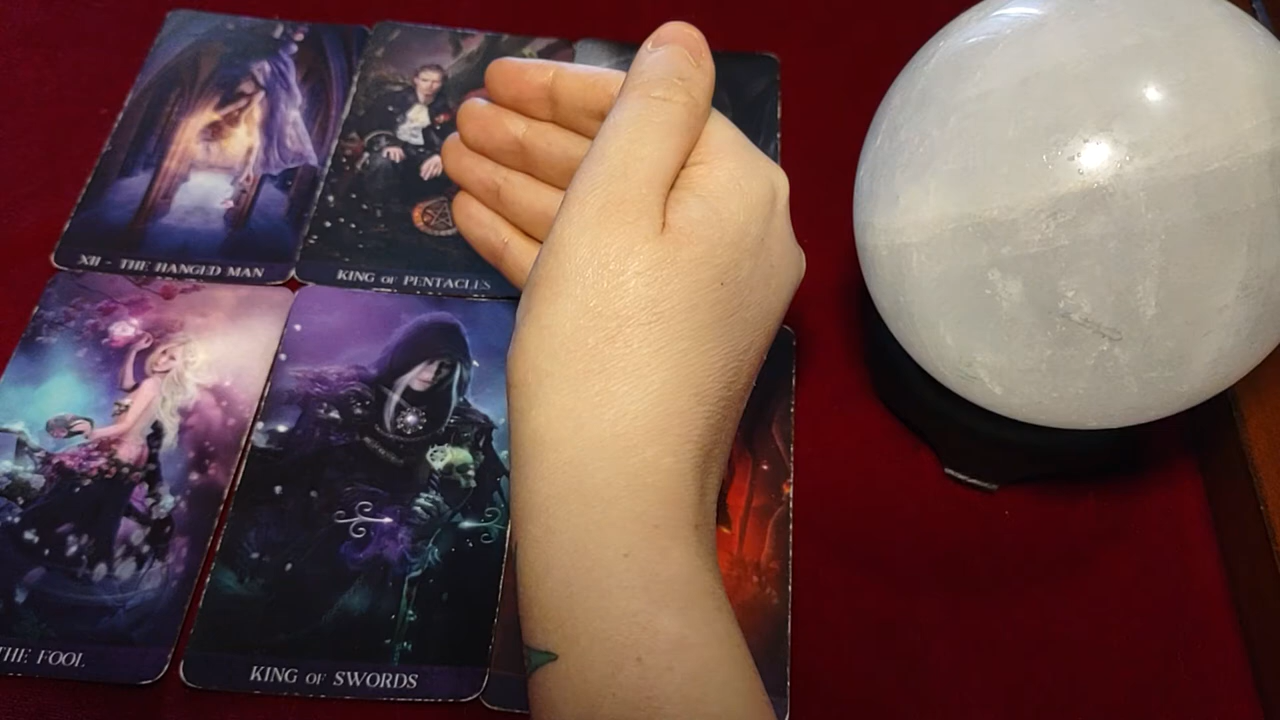 XII - THE HANGED MAN
KING OF PENTACLES
THE FOOL
KING OF SWORDS